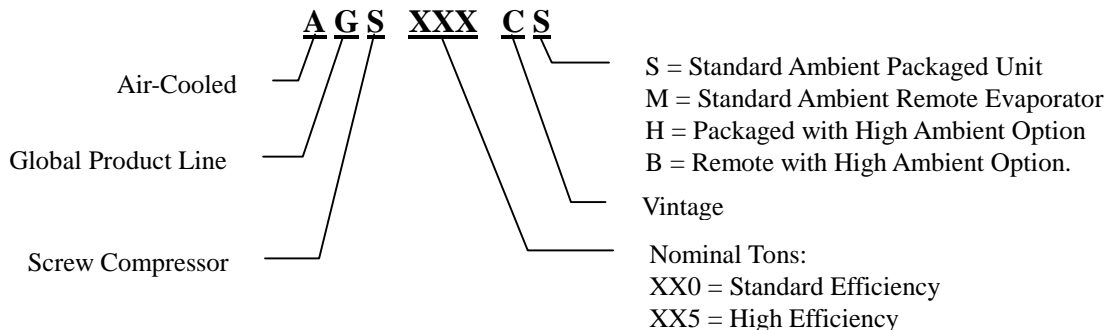 A G S XXX C S
Air-Cooled
Global Product Line
Screw Compressor
S = Standard Ambient Packaged Unit
M = Standard Ambient Remote Evaporator
H = Packaged with High Ambient Option
B = Remote with High Ambient Option.
Vintage
Nominal Tons:
XX0 = Standard Efficiency
XX5 = High Efficiency